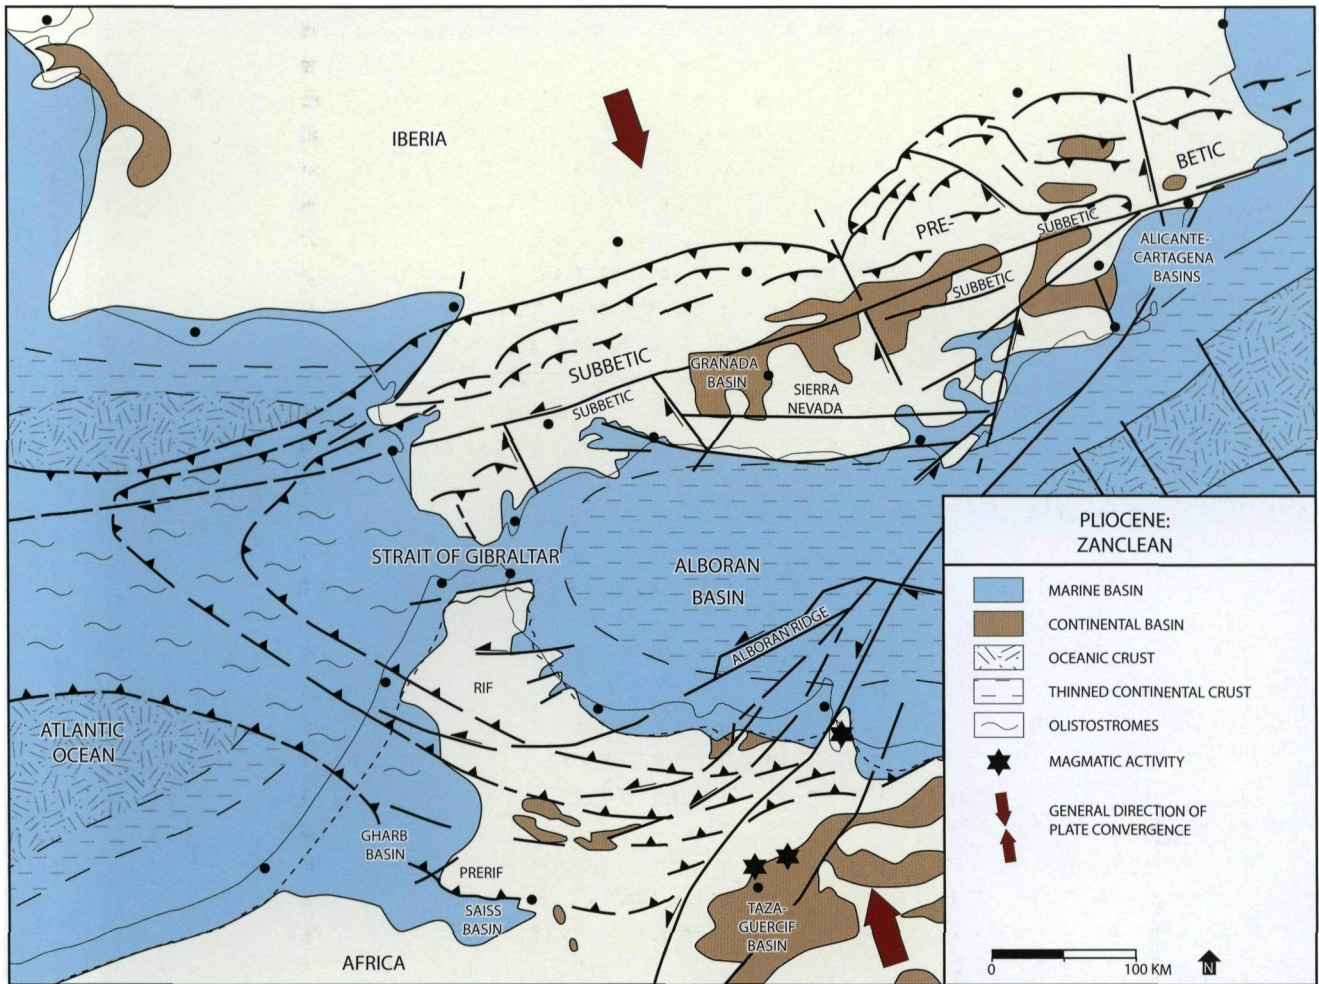 IBERIA
BETIC
PRE-
SUBBETIC
ALICANTE-
CARTAGENA
BASINS
SUBBETIC
SUBBETIC
GRANADA
BASIN
SIERRA
NEVADA
SUBBETIC
STRAIT OF GIBRALTAR
ALBORAN
BASIN
ALBORAN RIDGE
RIF
ATLANTIC
OCEAN
GHARB
BASIN
PRERIF
SAISS
BASIN
TAZA-
GUERCIF
BASIN
AFRICA
PLIOCENE:
ZANCLEAN
MARINE BASIN
CONTINENTAL BASIN
OCEANIC CRUST
THINNED CONTINENTAL CRUST
OLISTOSTROMES
MAGMATIC ACTIVITY
GENERAL DIRECTION OF
PLATE CONVERGENCE
0 100 KM
N